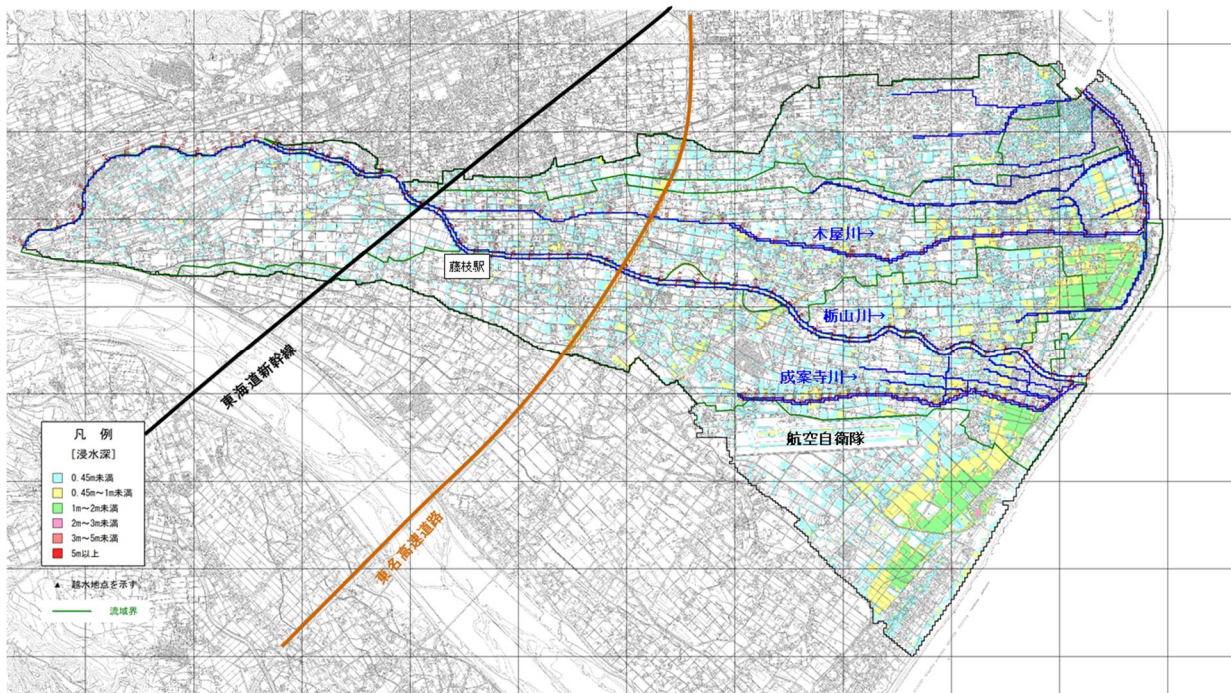 木屋川→
藤枝駅
栃山川→
東海道新幹線
成案寺川→
航空自衛隊
東名高速道路
凡 例
[浸水深]
0.45m未満
0.45m～1m未満
1m～2m未満
2m～3m未満
3m～5m未満
5m以上
▲ 越水地点を示す。
流域界